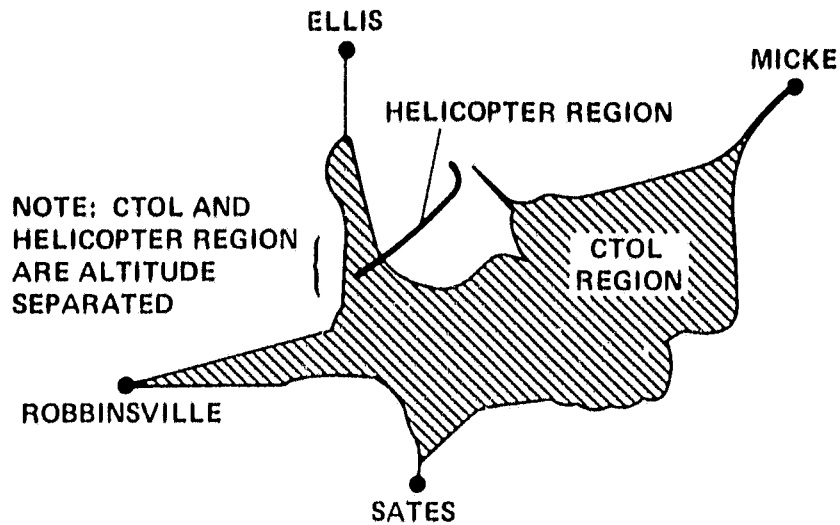 ELLIS
MICKE
HELICOPTER REGION
NOTE: CTOL AND
HELICOPTER REGION
ARE ALTITUDE
SEPARATED
CTOL
REGION
ROBBINSVILLE
SATES